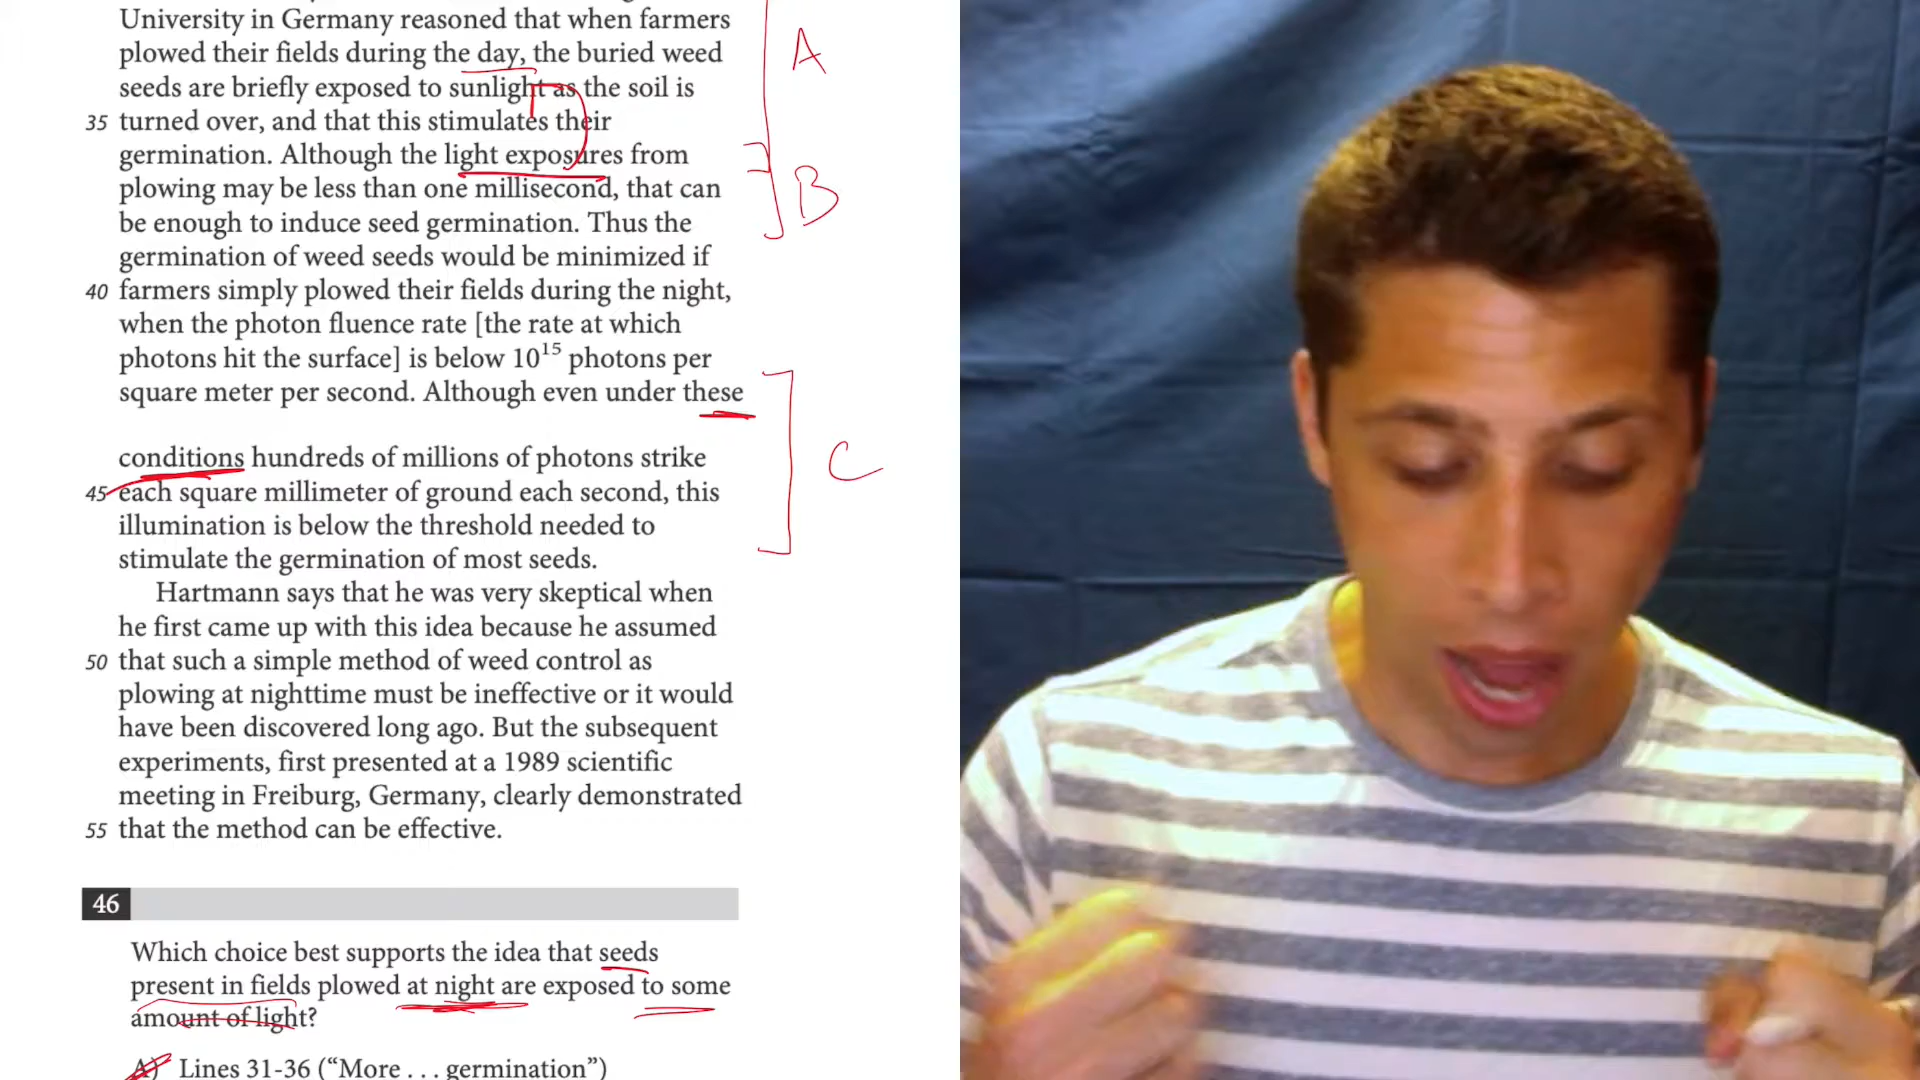 University in Germany reasoned that when farmers
plowed their fields during the day, the buried weed
seeds are briefly exposed to sunlight as the soil is
35 turned over, and that this stimulates their
germination. Although the light exposures from
plowing may be less than one millisecond, that can
be enough to induce seed germination. Thus the
germination of weed seeds would be minimized if
40 farmers simply plowed their fields during the night,
when the photon fluence rate [the rate at which
photons hit the surface] is below 10¹⁵ photons per
square meter per second. Although even under these
conditions hundreds of millions of photons strike
45 each square millimeter of ground each second, this
illumination is below the threshold needed to
stimulate the germination of most seeds.
Hartmann says that he was very skeptical when
he first came up with this idea because he assumed
50 that such a simple method of weed control as
plowing at nighttime must be ineffective or it would
have been discovered long ago. But the subsequent
experiments, first presented at a 1989 scientific
meeting in Freiburg, Germany, clearly demonstrated
55 that the method can be effective.
A
B
C
46
Which choice best supports the idea that seeds
present in fields plowed at night are exposed to some
amount of light?
A) Lines 31-36 (“More . . . germination”)